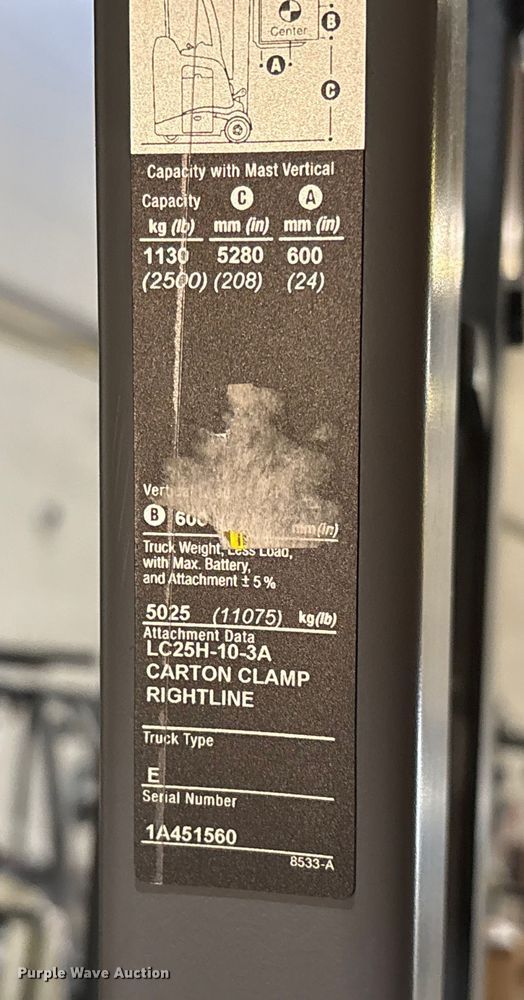 B
Center
A
C
Capacity with Mast Vertical
Capacity C A
kg (lb) mm (in) mm (in)
1130 5280 600
(2500) (208) (24)
B 600 mm (in)
Truck Weight, Less Load,
with Max. Battery,
and Attachment ± 5 %
5025 (11075) kg(lb)
Attachment Data
LC25H-10-3A
CARTON CLAMP
RIGHTLINE
Truck Type
E
Serial Number
1A451560
8533-A
Purple Wave Auction